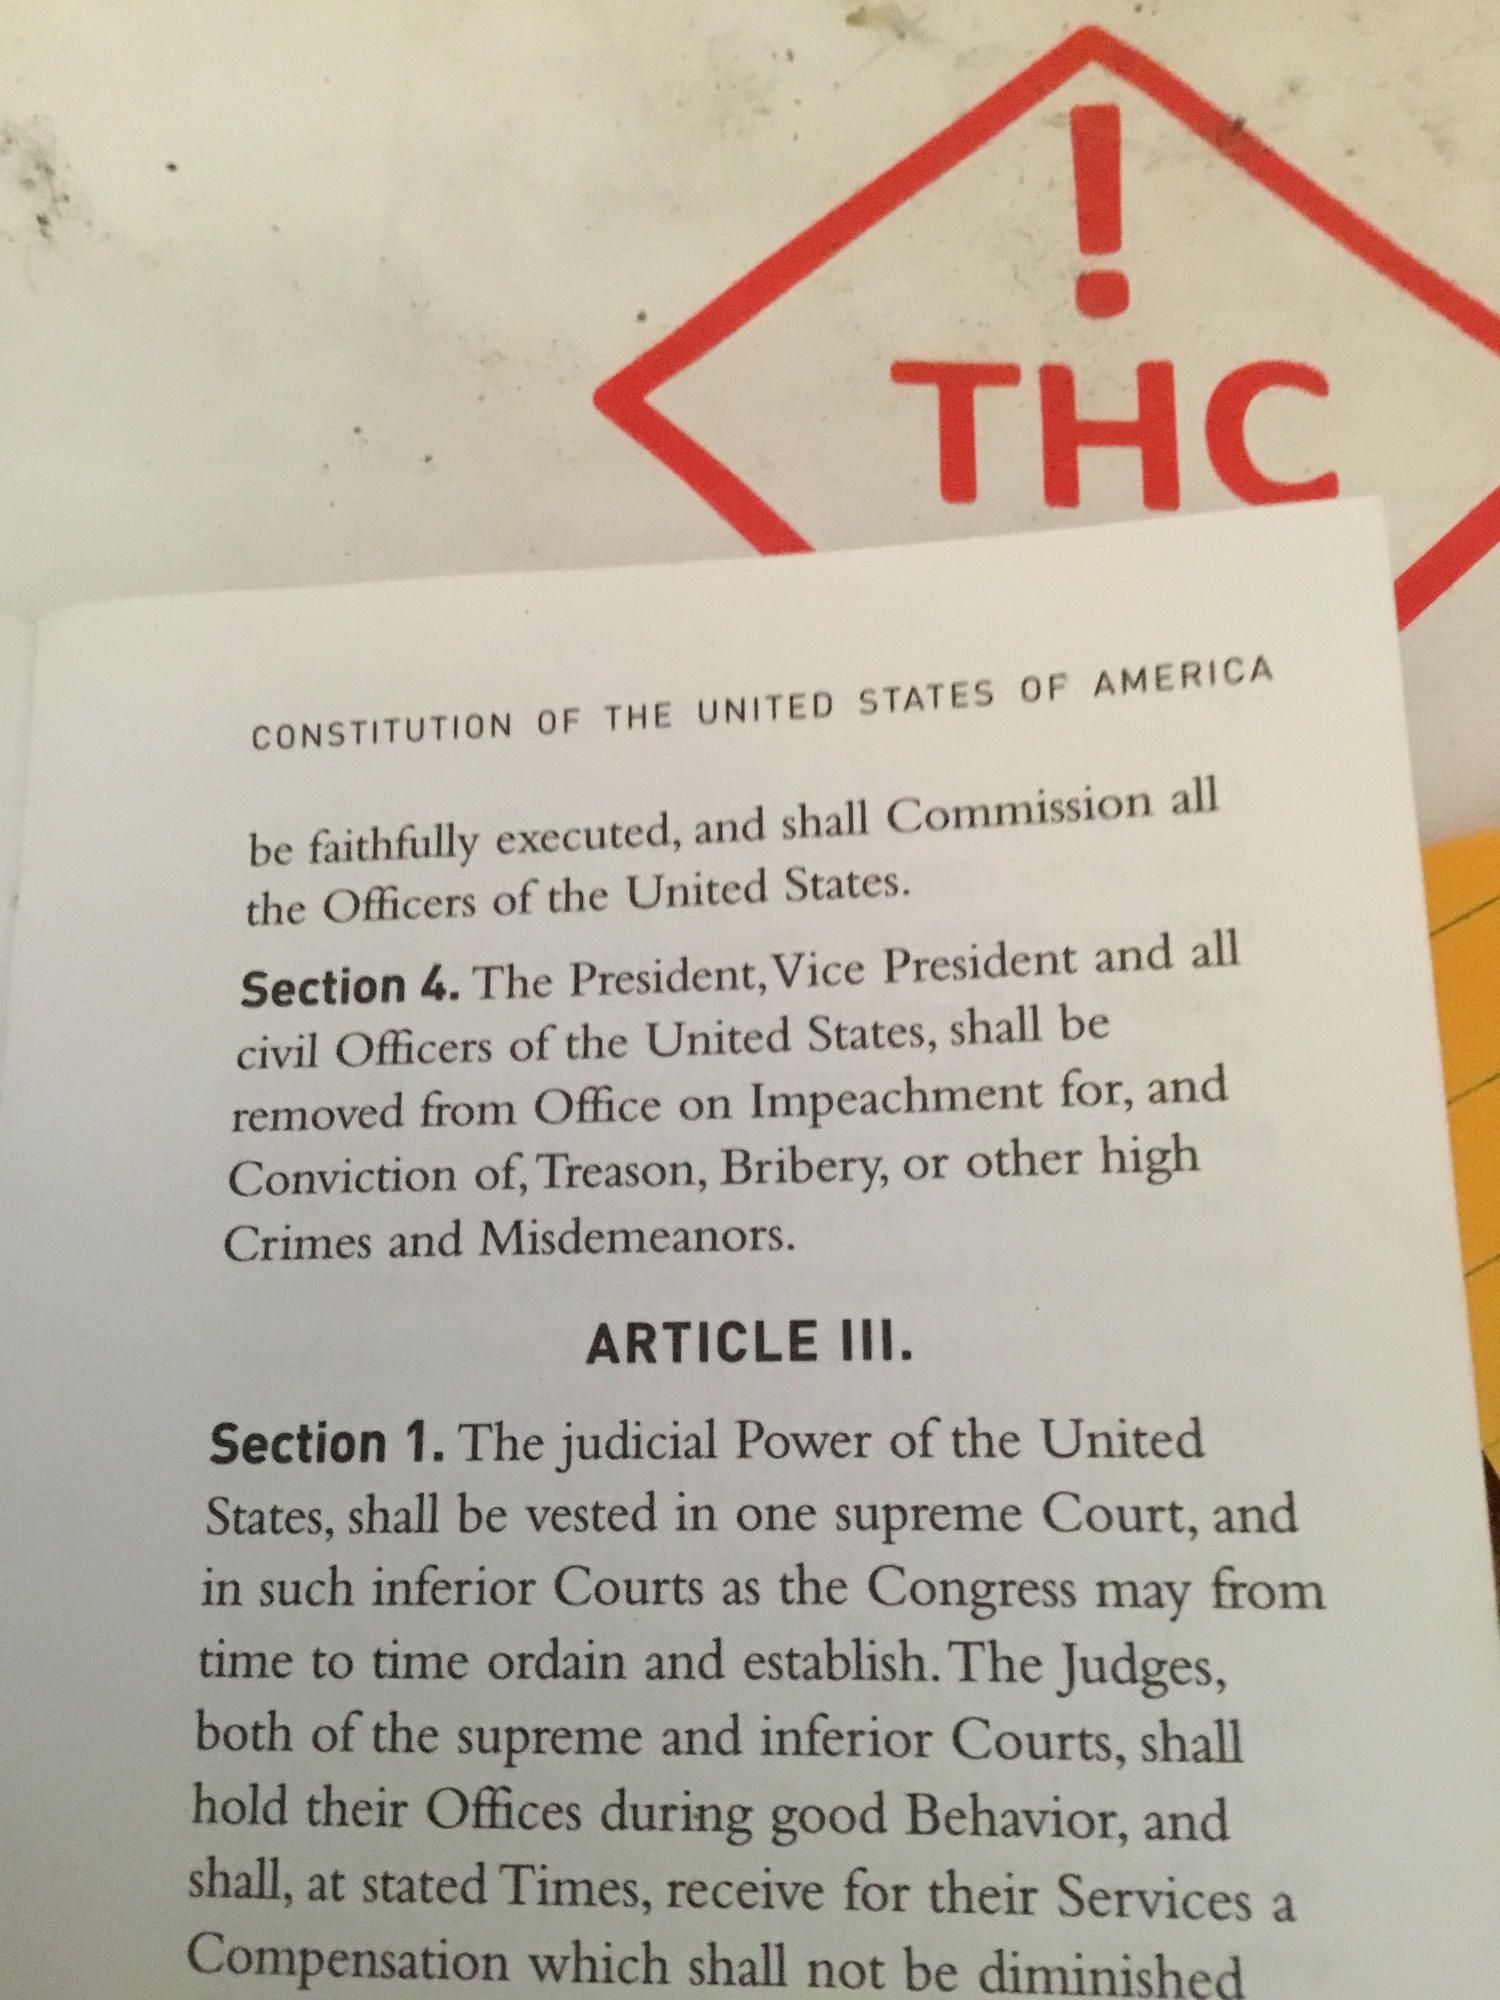 !
THC
CONSTITUTION OF THE UNITED STATES OF AMERICA
be faithfully executed, and shall Commission all
the Officers of the United States.
Section 4. The President, Vice President and all
civil Officers of the United States, shall be
removed from Office on Impeachment for, and
Conviction of, Treason, Bribery, or other high
Crimes and Misdemeanors.
ARTICLE III.
Section 1. The judicial Power of the United
States, shall be vested in one supreme Court, and
in such inferior Courts as the Congress may from
time to time ordain and establish. The Judges,
both of the supreme and inferior Courts, shall
hold their Offices during good Behavior, and
shall, at stated Times, receive for their Services a
Compensation which shall not be diminished